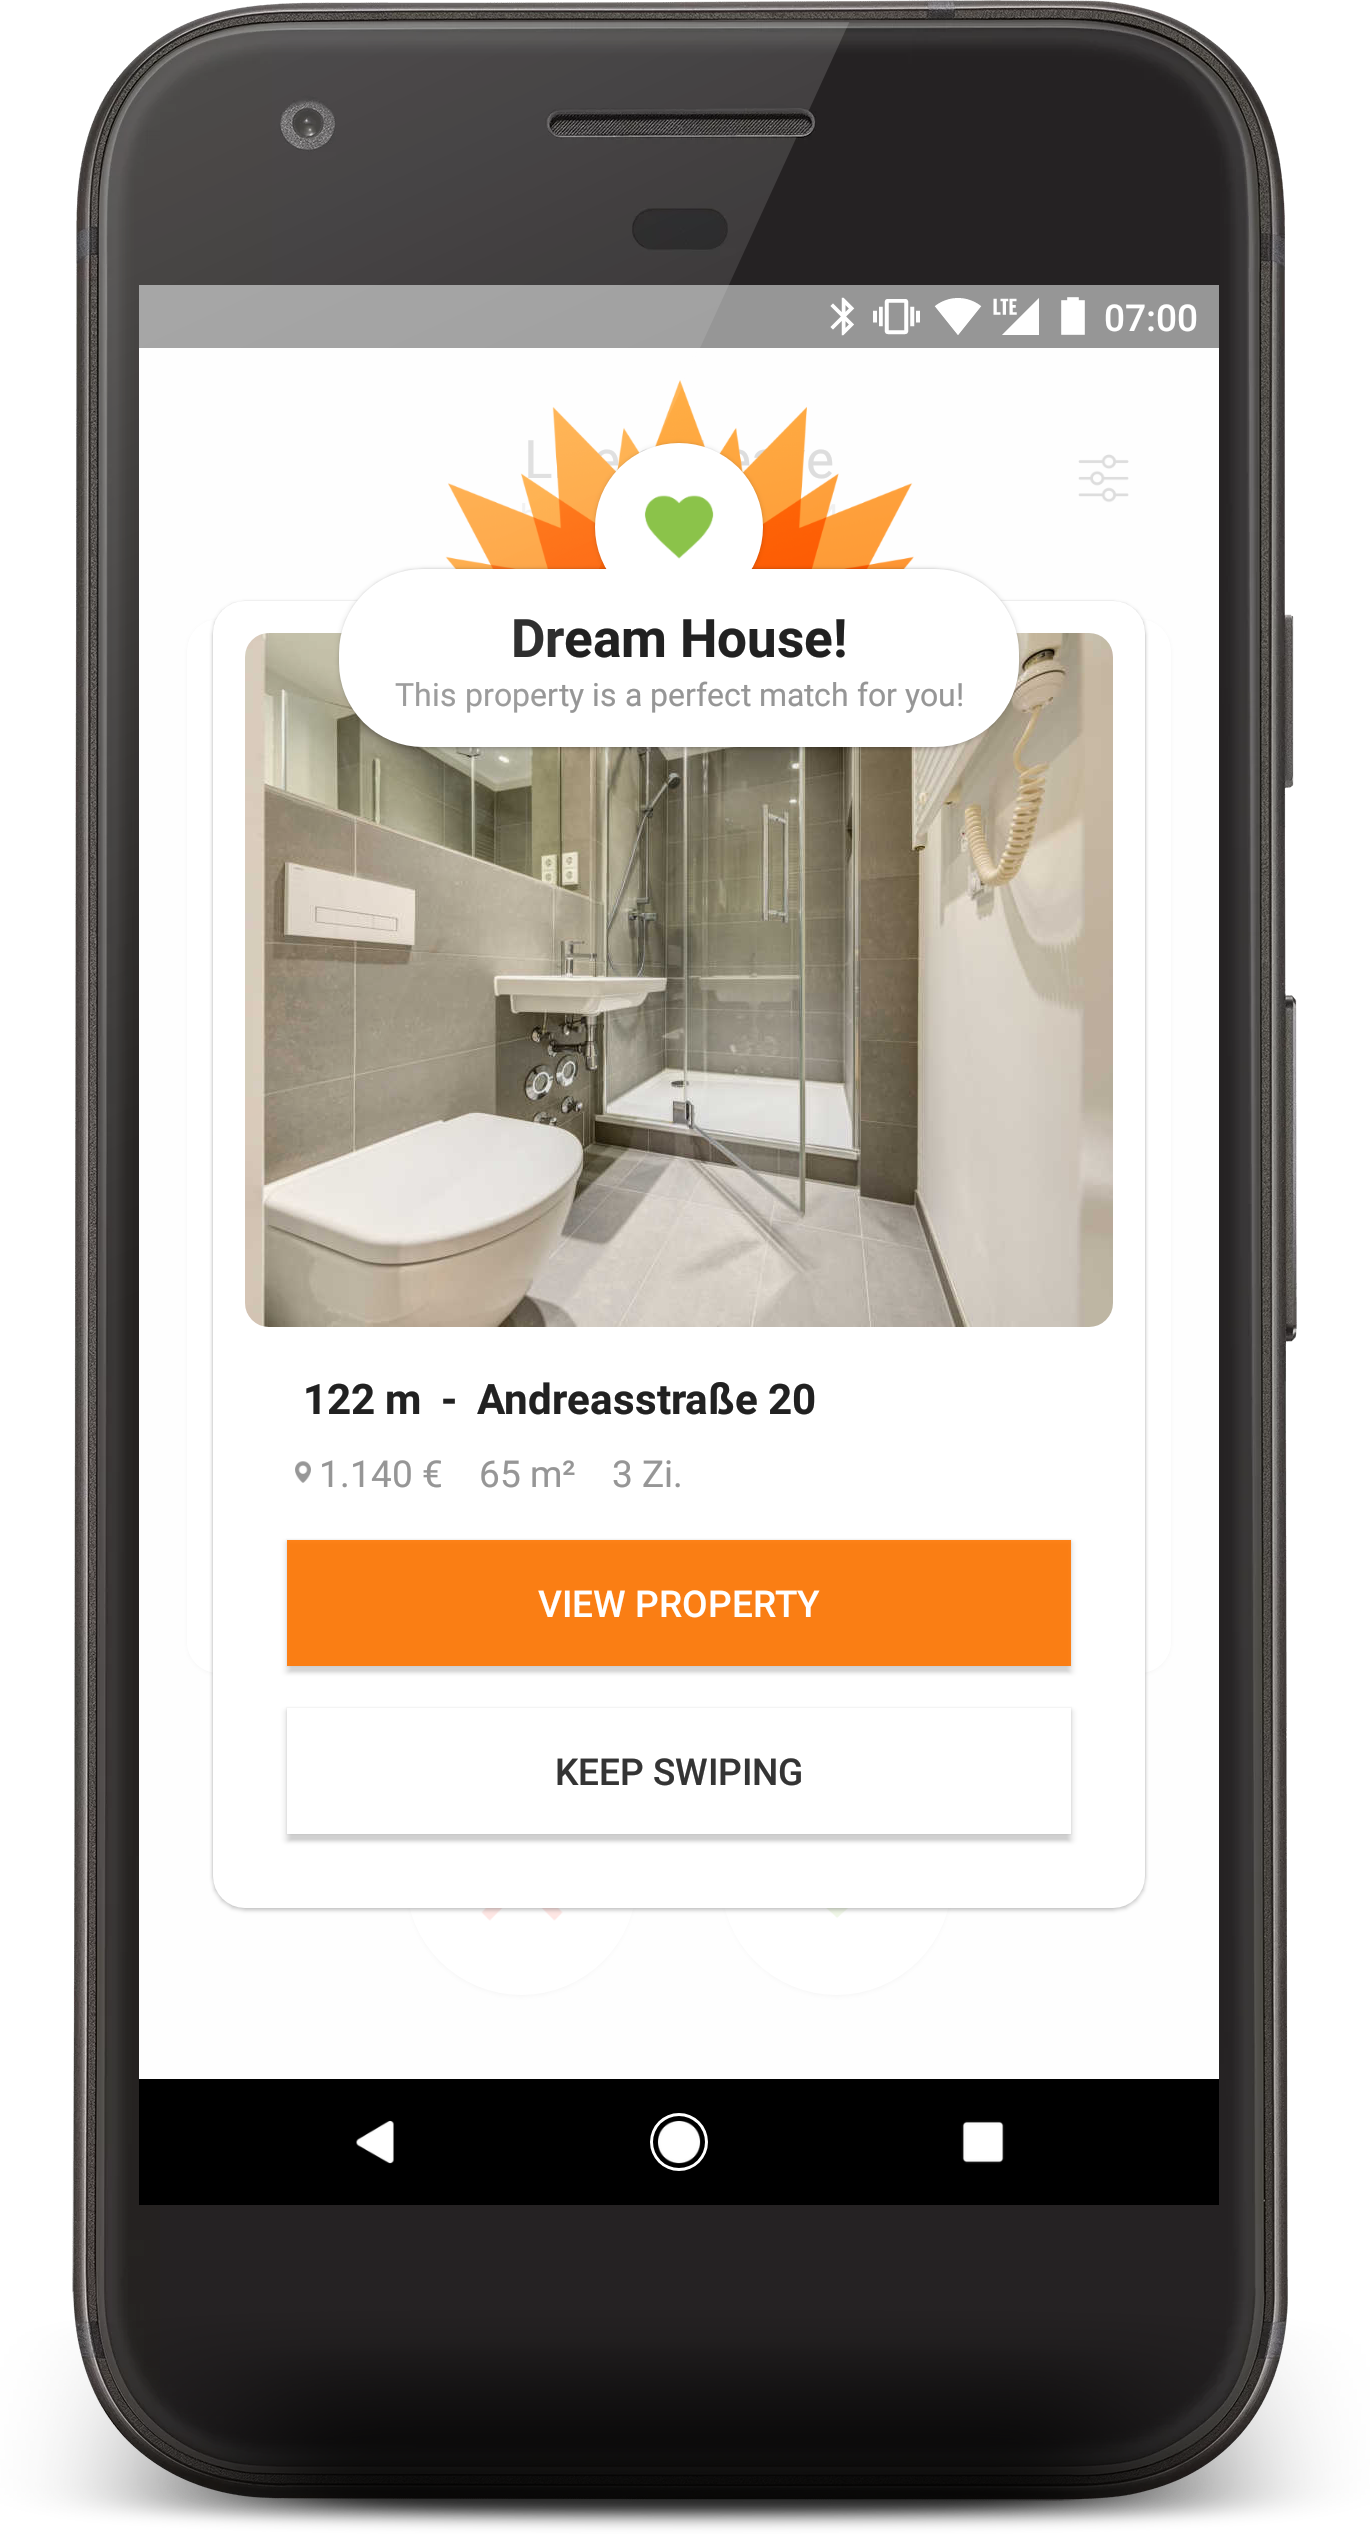 LTE 07:00
Dream House!
This property is a perfect match for you!
122 m - Andreasstraße 20
1.140 € 65 m² 3 Zi.
VIEW PROPERTY
KEEP SWIPING